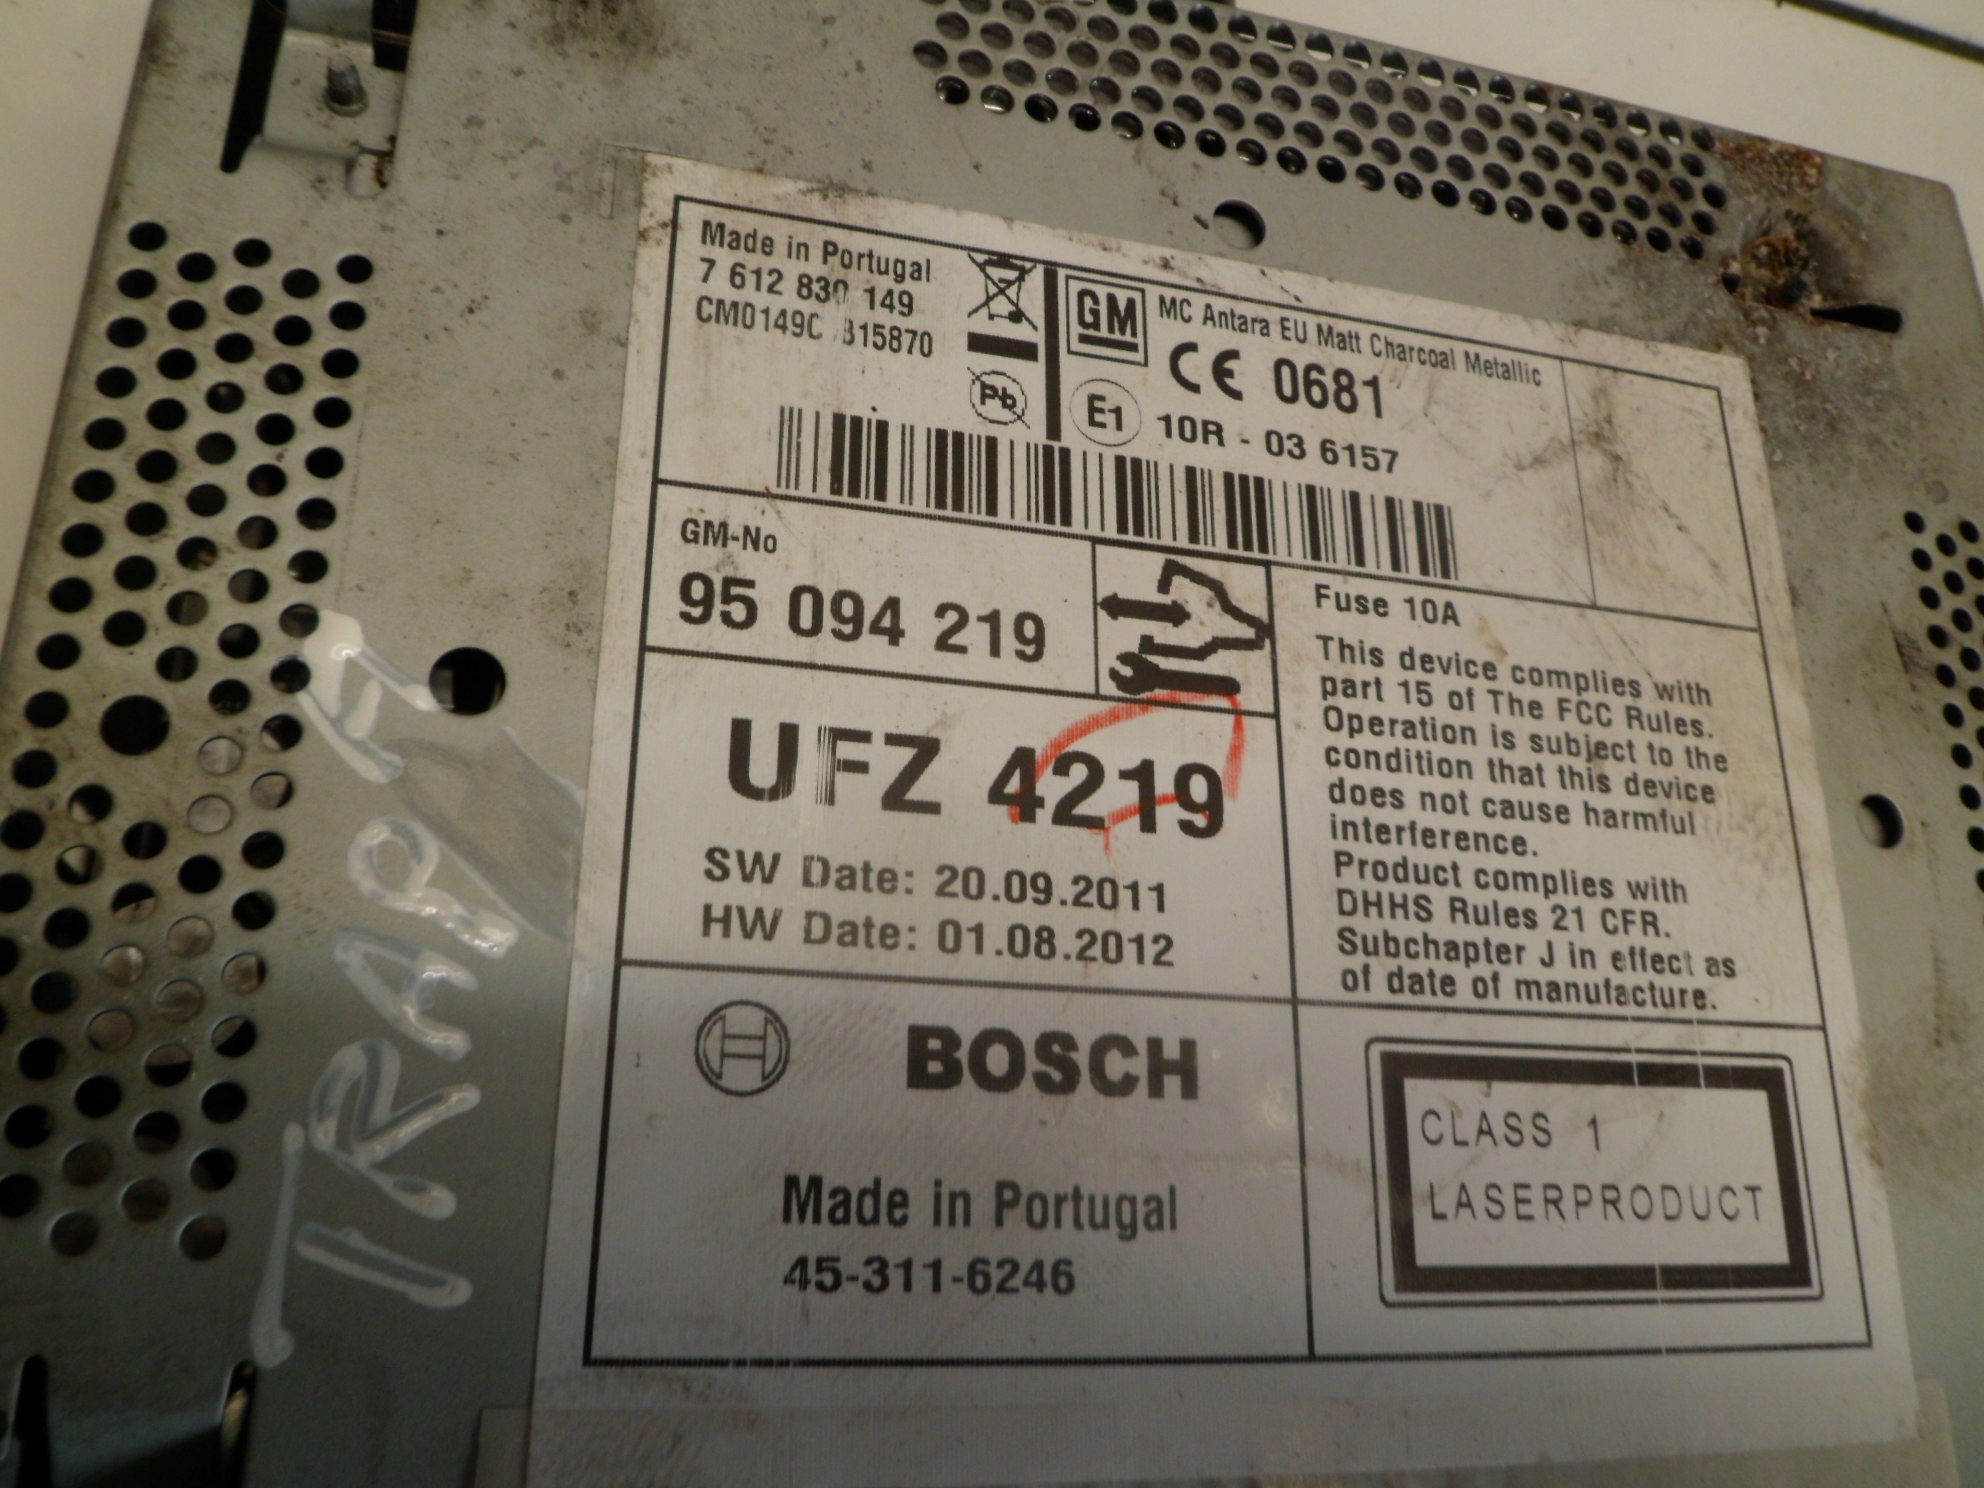 Made in Portugal
7 612 830 149
CM0149C 815870
Pb
GM
MC Antara EU Matt Charcoal Metallic
CE 0681
E1 10R - 03 6157
GM-No
95 094 219
UFZ 4219
SW Date: 20.09.2011
HW Date: 01.08.2012
Fuse 10A
This device complies with
part 15 of The FCC Rules.
Operation is subject to the
condition that this device
does not cause harmful
interference.
Product complies with
DHHS Rules 21 CFR.
Subchapter J in effect as
of date of manufacture.
BOSCH
Made in Portugal
45-311-6246
CLASS 1
LASERPRODUCT